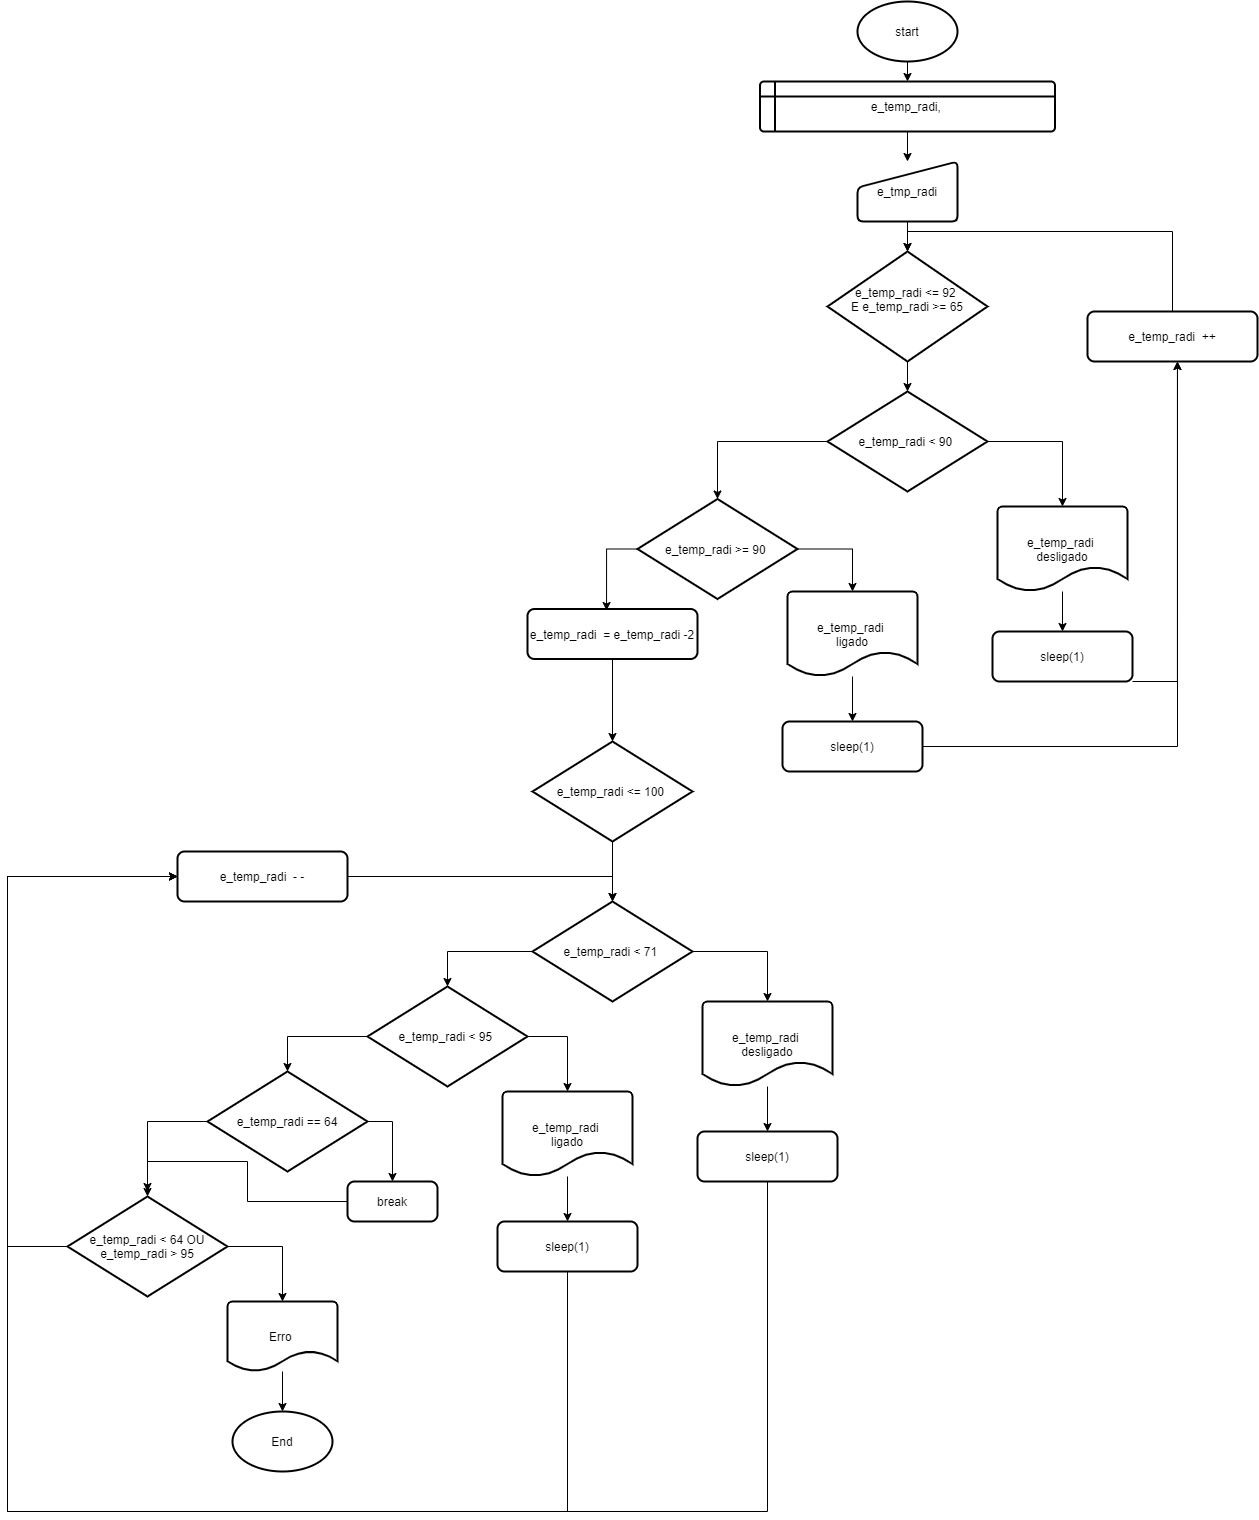 start
e_temp_radi,
e_tmp_radi
e_temp_radi <= 92
E e_temp_radi >= 65
e_temp_radi ++
e_temp_radi < 90
e_temp_radi >= 90
e_temp_radi
desligado
e_temp_radi = e_temp_radi -2
e_temp_radi
ligado
sleep(1)
sleep(1)
e_temp_radi <= 100
e_temp_radi - -
e_temp_radi < 71
e_temp_radi < 95
e_temp_radi
desligado
e_temp_radi == 64
e_temp_radi
ligado
sleep(1)
break
e_temp_radi < 64 OU
e_temp_radi > 95
sleep(1)
Erro
End